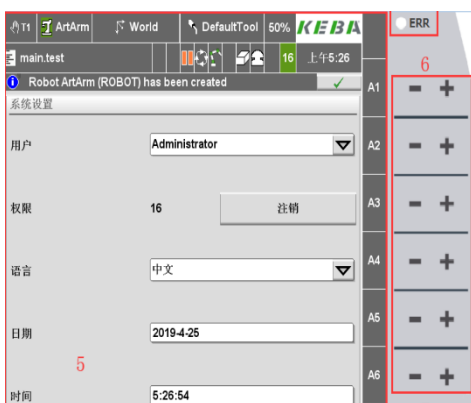 T1 ArtArm World DefaultTool 50% KEBA ERR
main.test 16 上午5:26
6
Robot ArtArm (ROBOT) has been created
A1
系统设置
用户 Administrator A2
权限 16 注销 A3
语言 中文 A4
日期 2019-4-25 A5
5
时间 5:26:54 A6